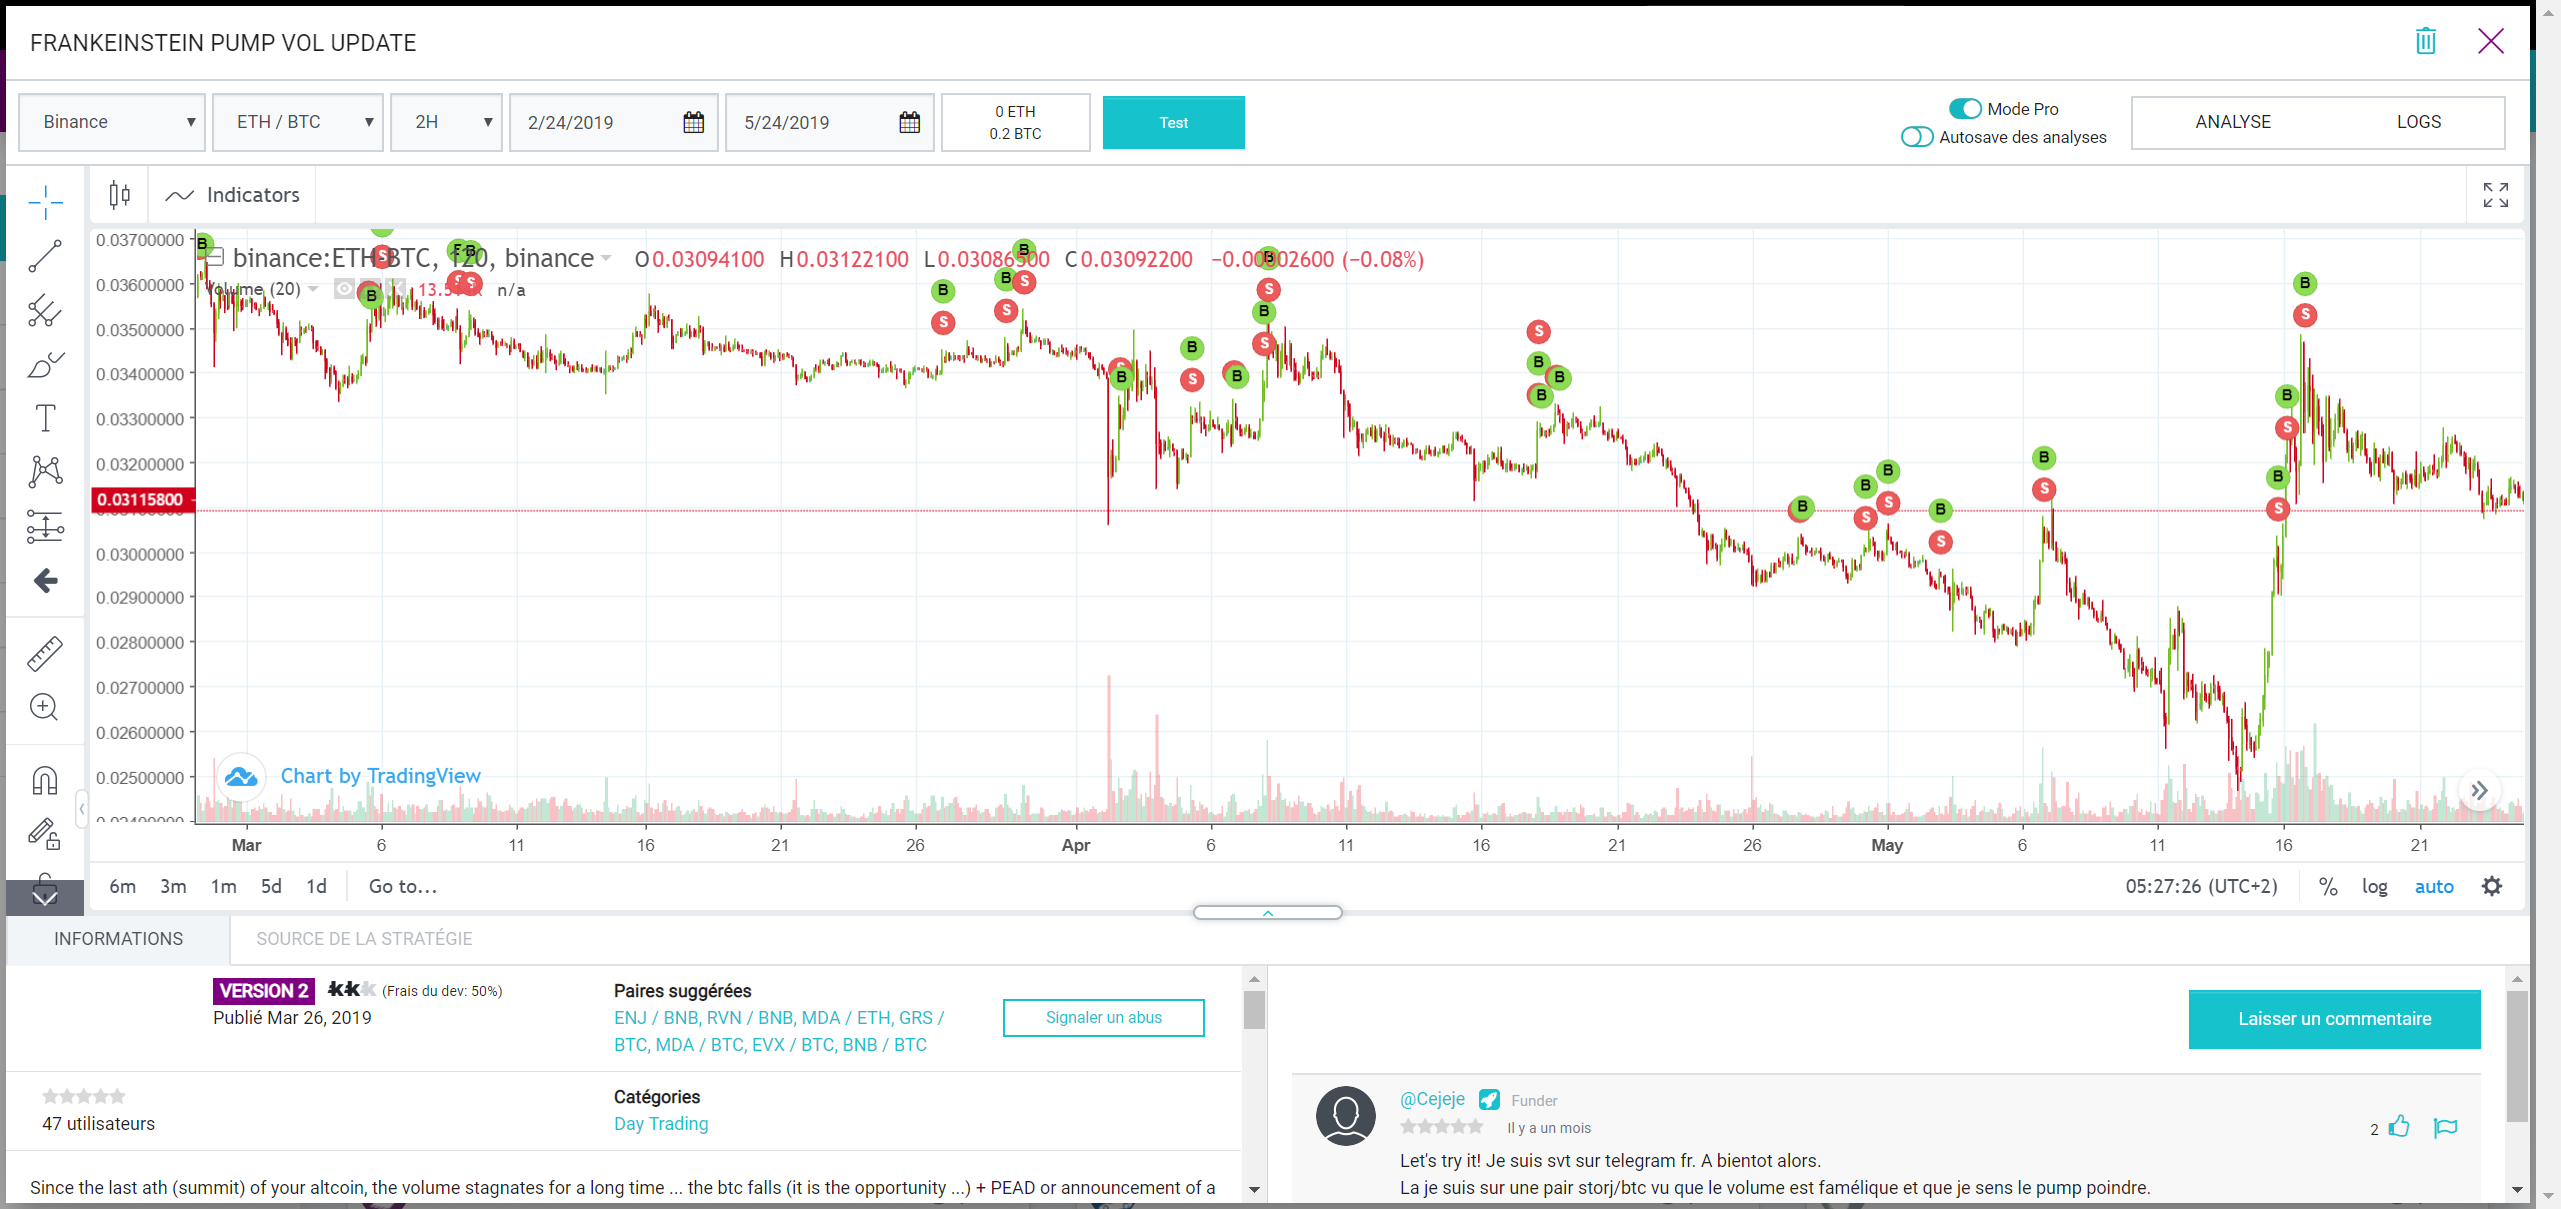 FRANKEINSTEIN PUMP VOL UPDATE
Binance ▼ ETH / BTC ▼ 2H ▼ 2/24/2019 5/24/2019
0 ETH
0.2 BTC
Test
Mode Pro
Autosave des analyses
ANALYSE LOGS
Indicators
binance:ETH-BTC, 120, binance O0.03094100 H0.03122100 L0.03086500 C0.03092200 −0.00002600 (−0.08%)
Volume (20) n/a
0.03700000
0.03600000
0.03500000
0.03400000
0.03300000
0.03200000
0.03115800
0.03000000
0.02900000
0.02800000
0.02700000
0.02600000
0.02500000
0.02400000
Chart by TradingView
Mar 6 11 16 21 26 Apr 6 11 16 21 26 May 6 11 16 21
6m 3m 1m 5d 1d Go to... 05:27:26 (UTC+2) % log auto
INFORMATIONS SOURCE DE LA STRATÉGIE
VERSION 2 (Frais du dev: 50%)
Publié Mar 26, 2019
Paires suggérées
ENJ / BNB, RVN / BNB, MDA / ETH, GRS /
BTC, MDA / BTC, EVX / BTC, BNB / BTC
Signaler un abus
47 utilisateurs
Catégories
Day Trading
Since the last ath (summit) of your altcoin, the volume stagnates for a long time ... the btc falls (it is the opportunity ...) + PEAD or announcement of a
Laisser un commentaire
@Cejeje Funder
Il y a un mois
2
Let's try it! Je suis svt sur telegram fr. A bientot alors.
La je suis sur une pair storj/btc vu que le volume est famélique et que je sens le pump poindre.